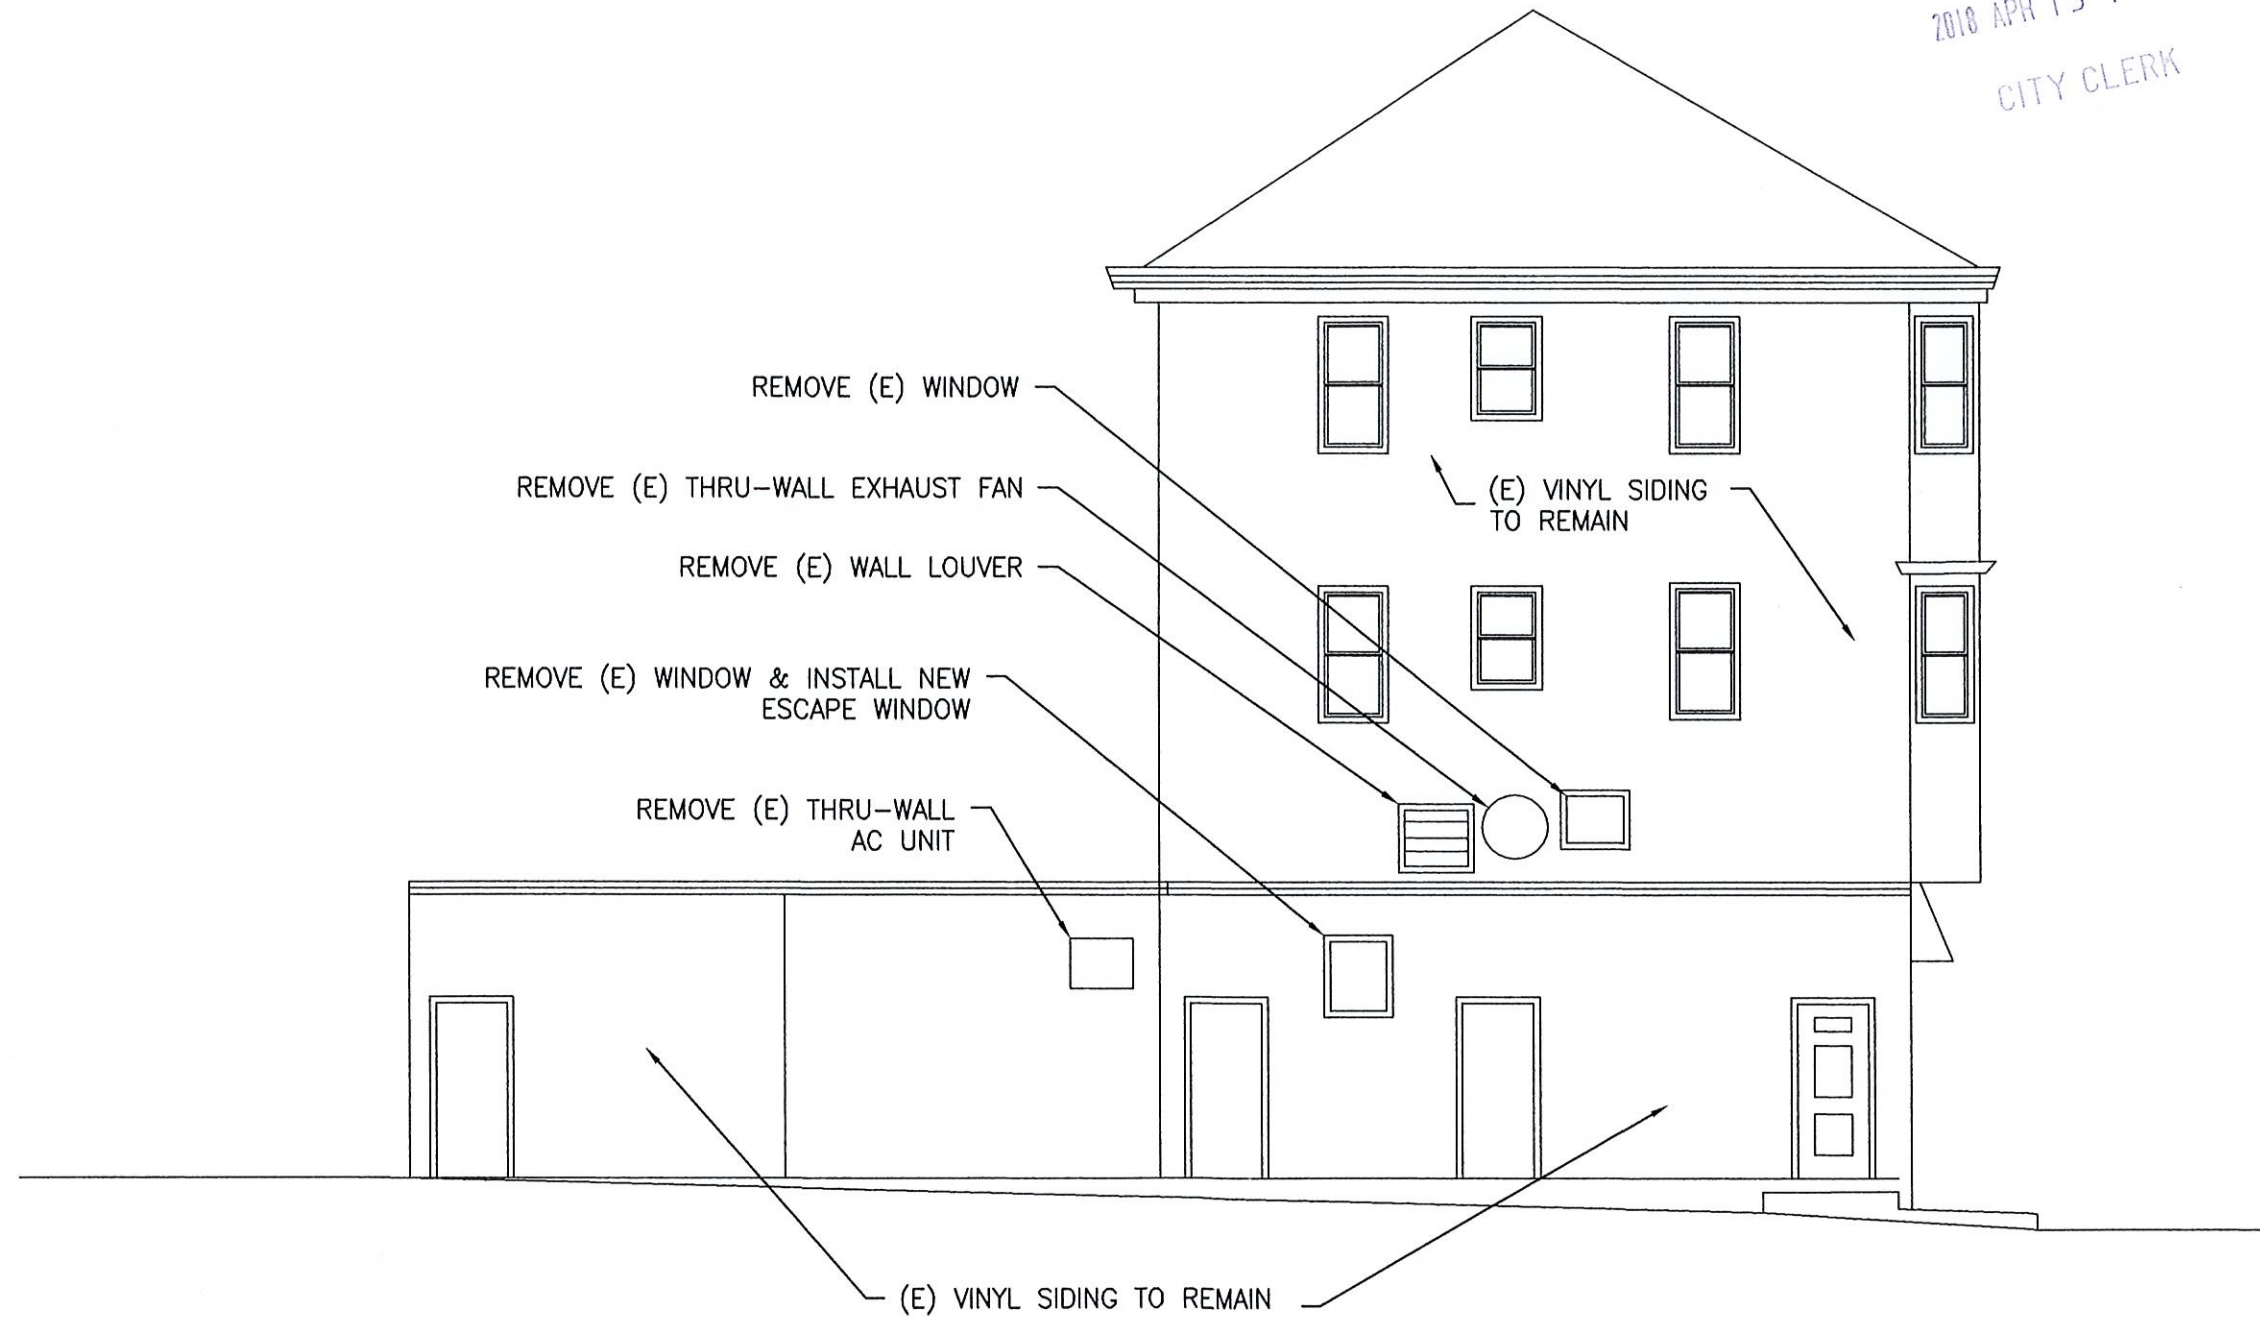 2018 APR
CITY CLERK
REMOVE (E) WINDOW
REMOVE (E) THRU-WALL EXHAUST FAN
(E) VINYL SIDING
TO REMAIN
REMOVE (E) WALL LOUVER
REMOVE (E) WINDOW & INSTALL NEW
ESCAPE WINDOW
REMOVE (E) THRU-WALL
AC UNIT
(E) VINYL SIDING TO REMAIN